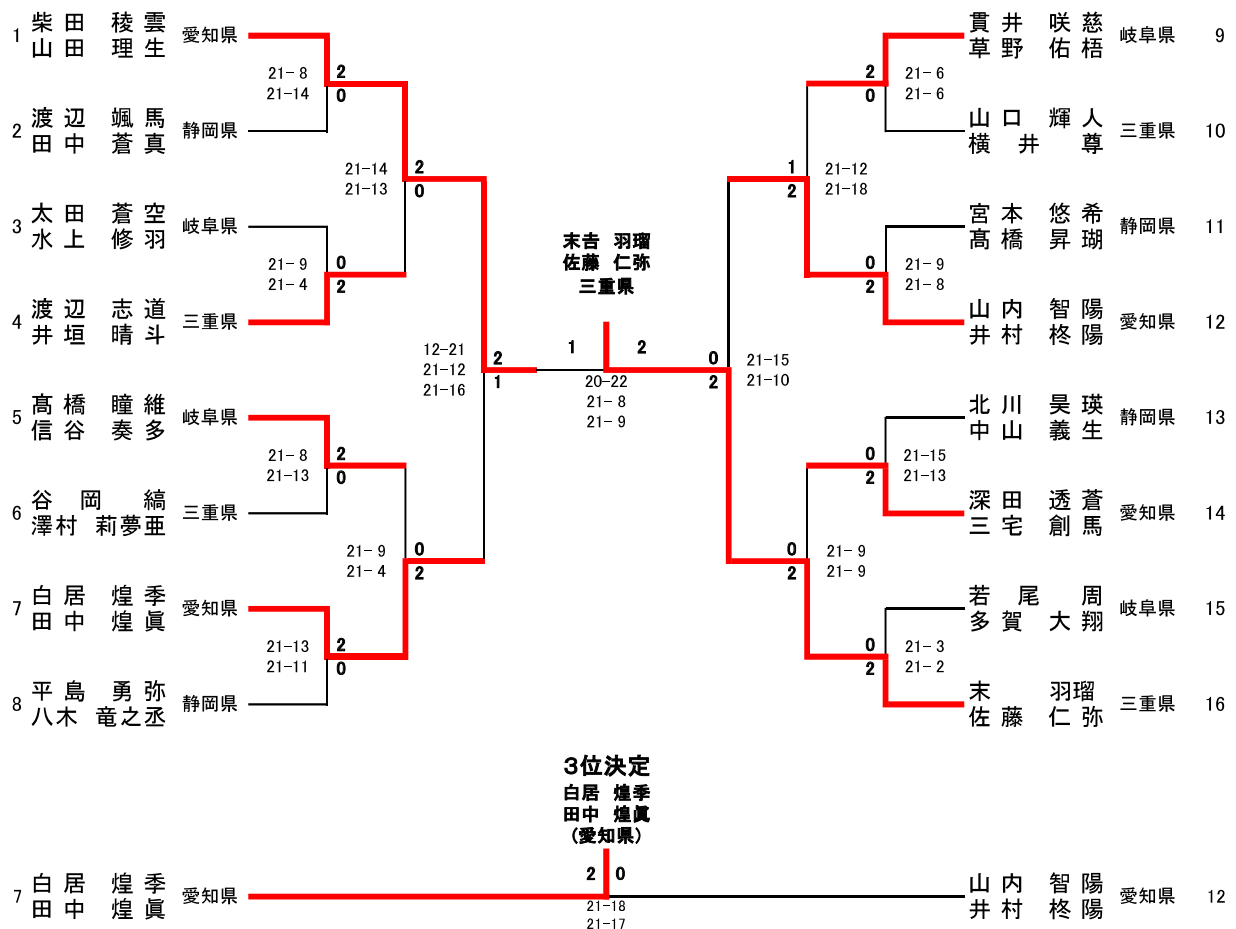 1 柴田 稜雲 愛知県
山田 理生
21-8 2
21-14 0
2 渡辺 颯馬 静岡県
田中 蒼真
21-14 2
21-13 0
3 太田 蒼空 岐阜県
水上 修羽
21-9 0
21-4 2
4 渡辺 志道 三重県
井垣 晴斗
12-21 2
21-12 1
21-16
5 髙橋 瞳維 岐阜県
信谷 奏多
21-8 2
21-13 0
6 谷岡 縞 三重県
澤村 莉夢亜
21-9 0
21-4 2
7 白居 煌季 愛知県
田中 煌眞
21-13 2
21-11 0
8 平島 勇弥 静岡県
八木 竜之丞
末吉 羽瑠
佐藤 仁弥
三重県
1 2
20-22
21-8
21-9
貫井 咲慈 岐阜県 9
草野 佑梧
2 21-6
0 21-6
山口 輝人 三重県 10
横井 尊
1 21-12
2 21-18
宮本 悠希 静岡県 11
髙橋 昇瑚
0 21-9
2 21-8
山内 智陽 愛知県 12
井村 柊陽
0 21-15
2 21-10
北川 昊瑛 静岡県 13
中山 義生
0 21-15
2 21-13
深田 透蒼 愛知県 14
三宅 創馬
0 21-9
2 21-9
若尾 周 岐阜県 15
多賀 大翔
0 21-3
2 21-2
末 羽瑠 三重県 16
佐藤 仁弥
3位決定
白居 煌季
田中 煌眞
(愛知県)
2 0
21-18
21-17
7 白居 煌季 愛知県
田中 煌眞
山内 智陽 愛知県 12
井村 柊陽